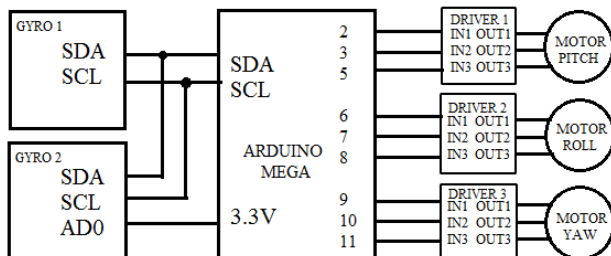 GYRO 1
SDA
SCL
GYRO 2
SDA
SCL
AD0
SDA
SCL
ARDUINO
MEGA
3.3V
2
3
5
6
7
8
9
10
11
DRIVER 1
IN1 OUT1
IN2 OUT2
IN3 OUT3
MOTOR
PITCH
DRIVER 2
IN1 OUT1
IN2 OUT2
IN3 OUT3
MOTOR
ROLL
DRIVER 3
IN1 OUT1
IN2 OUT2
IN3 OUT3
MOTOR
YAW